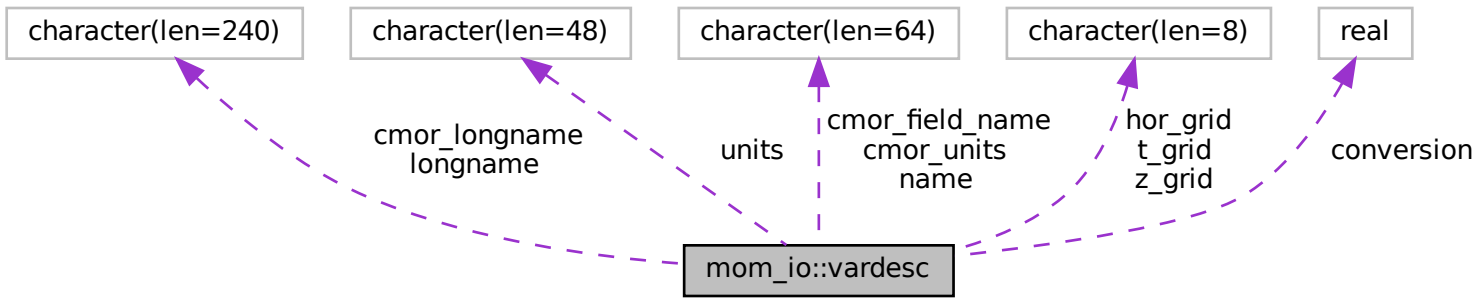 character(len=240)
character(len=48)
character(len=64)
character(len=8)
real
cmor_longname
longname
units
cmor_field_name
cmor_units
name
hor_grid
t_grid
z_grid
conversion
mom_io::vardesc